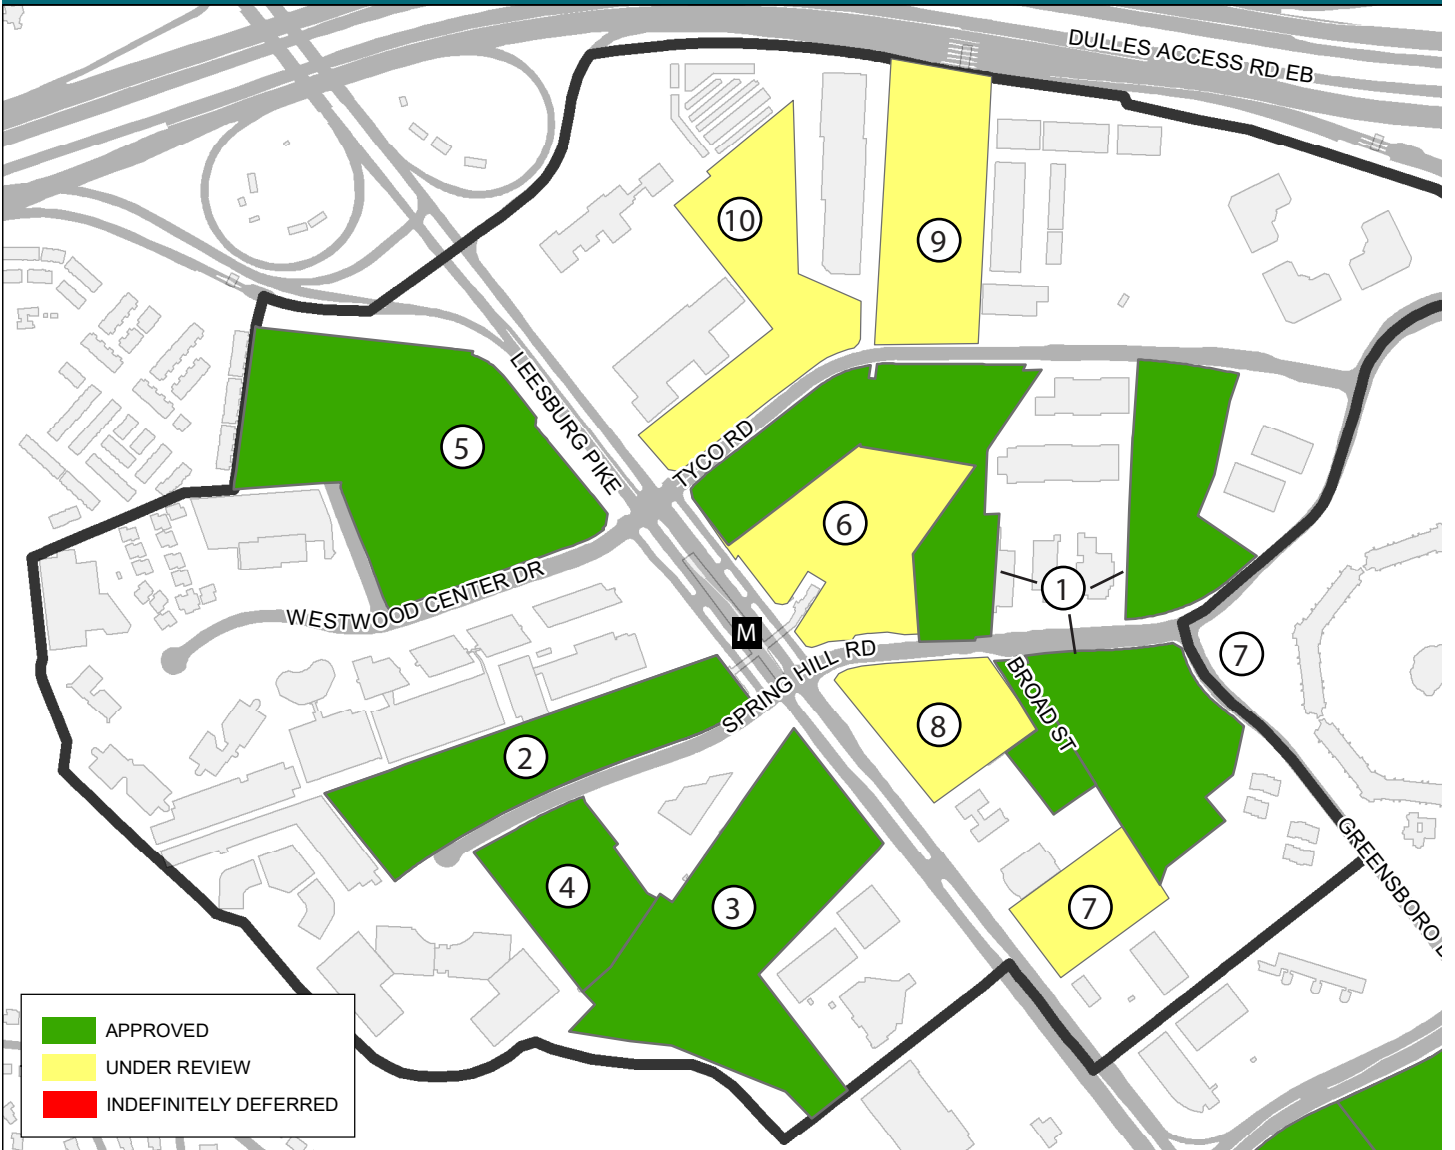 DULLES ACCESS RD EB
10
9
LEESBURG PIKE
5
TYCO RD
6
WESTWOOD CENTER DR
1
M
SPRING HILL RD
7
BROAD ST
8
2
4
3
7
GREENSBORO
APPROVED
UNDER REVIEW
INDEFINITELY DEFERRED